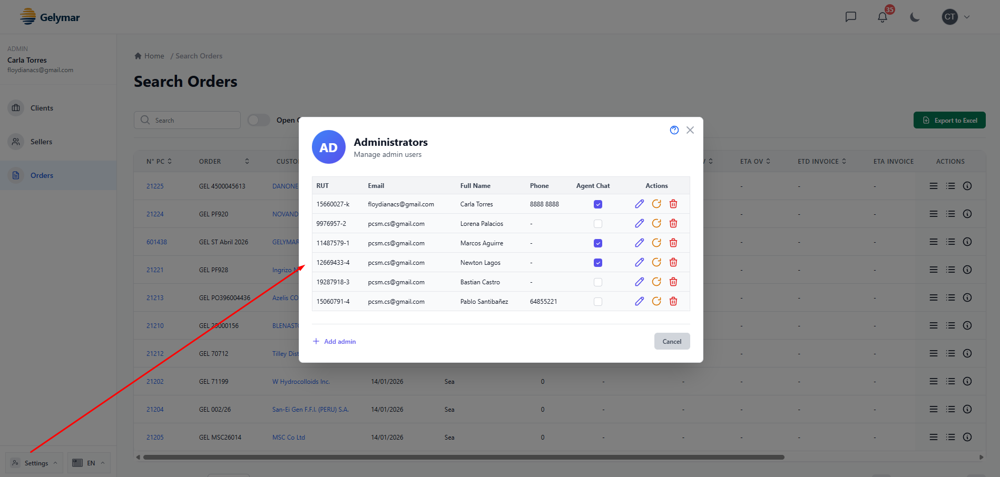 Gelymar
35
CT
ADMIN
Carla Torres
floydianacs@gmail.com
Clients
Sellers
Orders
Settings
EN
Home / Search Orders
Search Orders
Search
Open
Export to Excel
N° PC ORDER CUSTO ETA OV ETD INVOICE ETA INVOICE ACTIONS
21225 GEL 4500045613 DANONE - - -
21224 GEL PF920 NOVAND - - -
601438 GEL ST Abril 2026 GELYMAR - - -
21221 GEL PF928 Ingrizo - - -
21213 GEL PO396004436 Azelis CO - - -
21210 GEL 25000156 BLENASTO - - -
21212 GEL 70712 Tilley Dist - - -
21202 GEL 71199 W Hydrocolloids Inc. 14/01/2026 Sea 0 - - - - -
21204 GEL 002/26 San-Ei Gen F.F.I. (PERU) S.A. 14/01/2026 Sea 0 - - - - -
21205 GEL MSC26014 MSC Co Ltd 14/01/2026 Sea 0 - - - - -
AD
Administrators
Manage admin users
RUT Email Full Name Phone Agent Chat Actions
15660027-k floydianacs@gmail.com Carla Torres 8888 8888
9976957-2 pcsm.cs@gmail.com Lorena Palacios -
11487579-1 pcsm.cs@gmail.com Marcos Aguirre -
12669433-4 pcsm.cs@gmail.com Newton Lagos -
19287918-3 pcsm.cs@gmail.com Bastian Castro -
15060791-4 pcsm.cs@gmail.com Pablo Santibañez 64855221
+ Add admin
Cancel